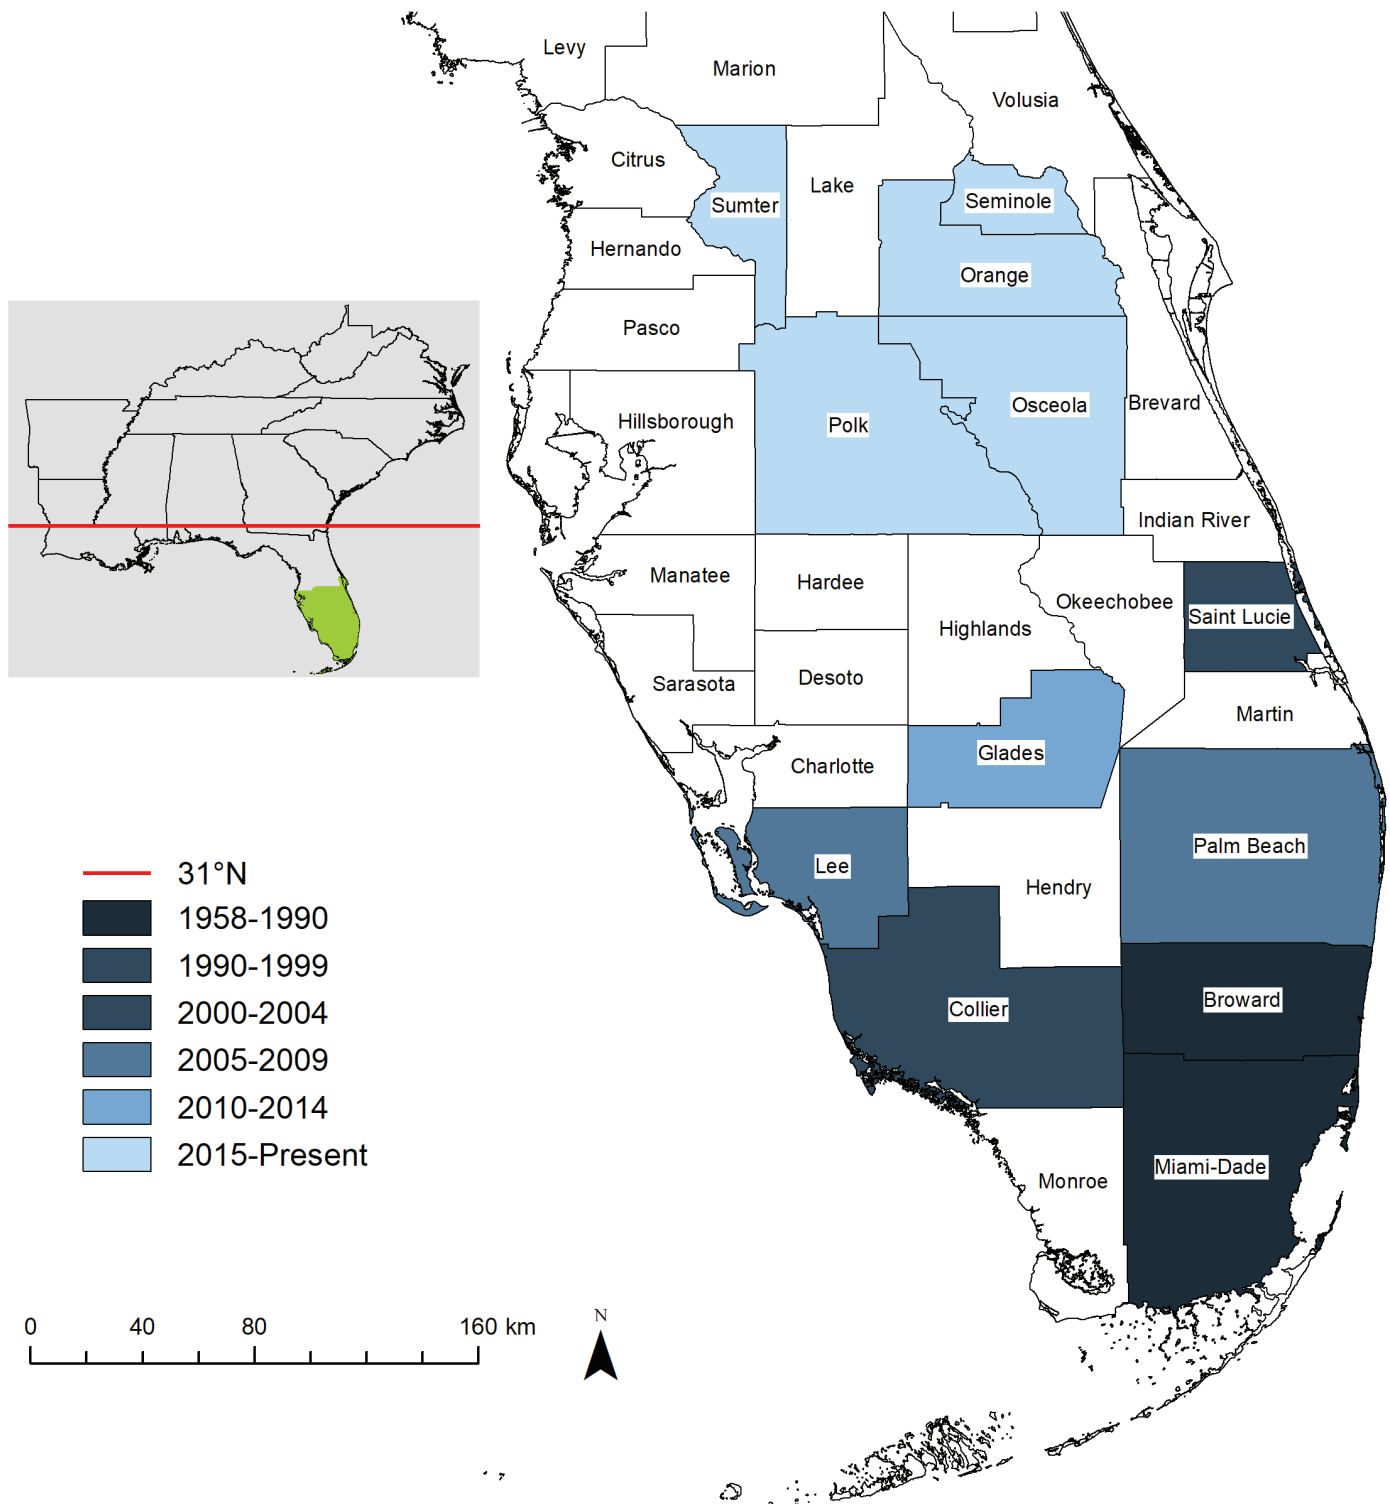 Levy
Marion
Volusia
Citrus
Lake
Sumter
Seminole
Hernando
Orange
Pasco
Hillsborough
Polk
Osceola
Brevard
Indian River
Manatee
Hardee
Okeechobee
Saint Lucie
Highlands
Sarasota
Desoto
Martin
Glades
Charlotte
Palm Beach
Lee
Hendry
Broward
Collier
Miami-Dade
Monroe
31°N
1958-1990
1990-1999
2000-2004
2005-2009
2010-2014
2015-Present
0 40 80 160 km
N